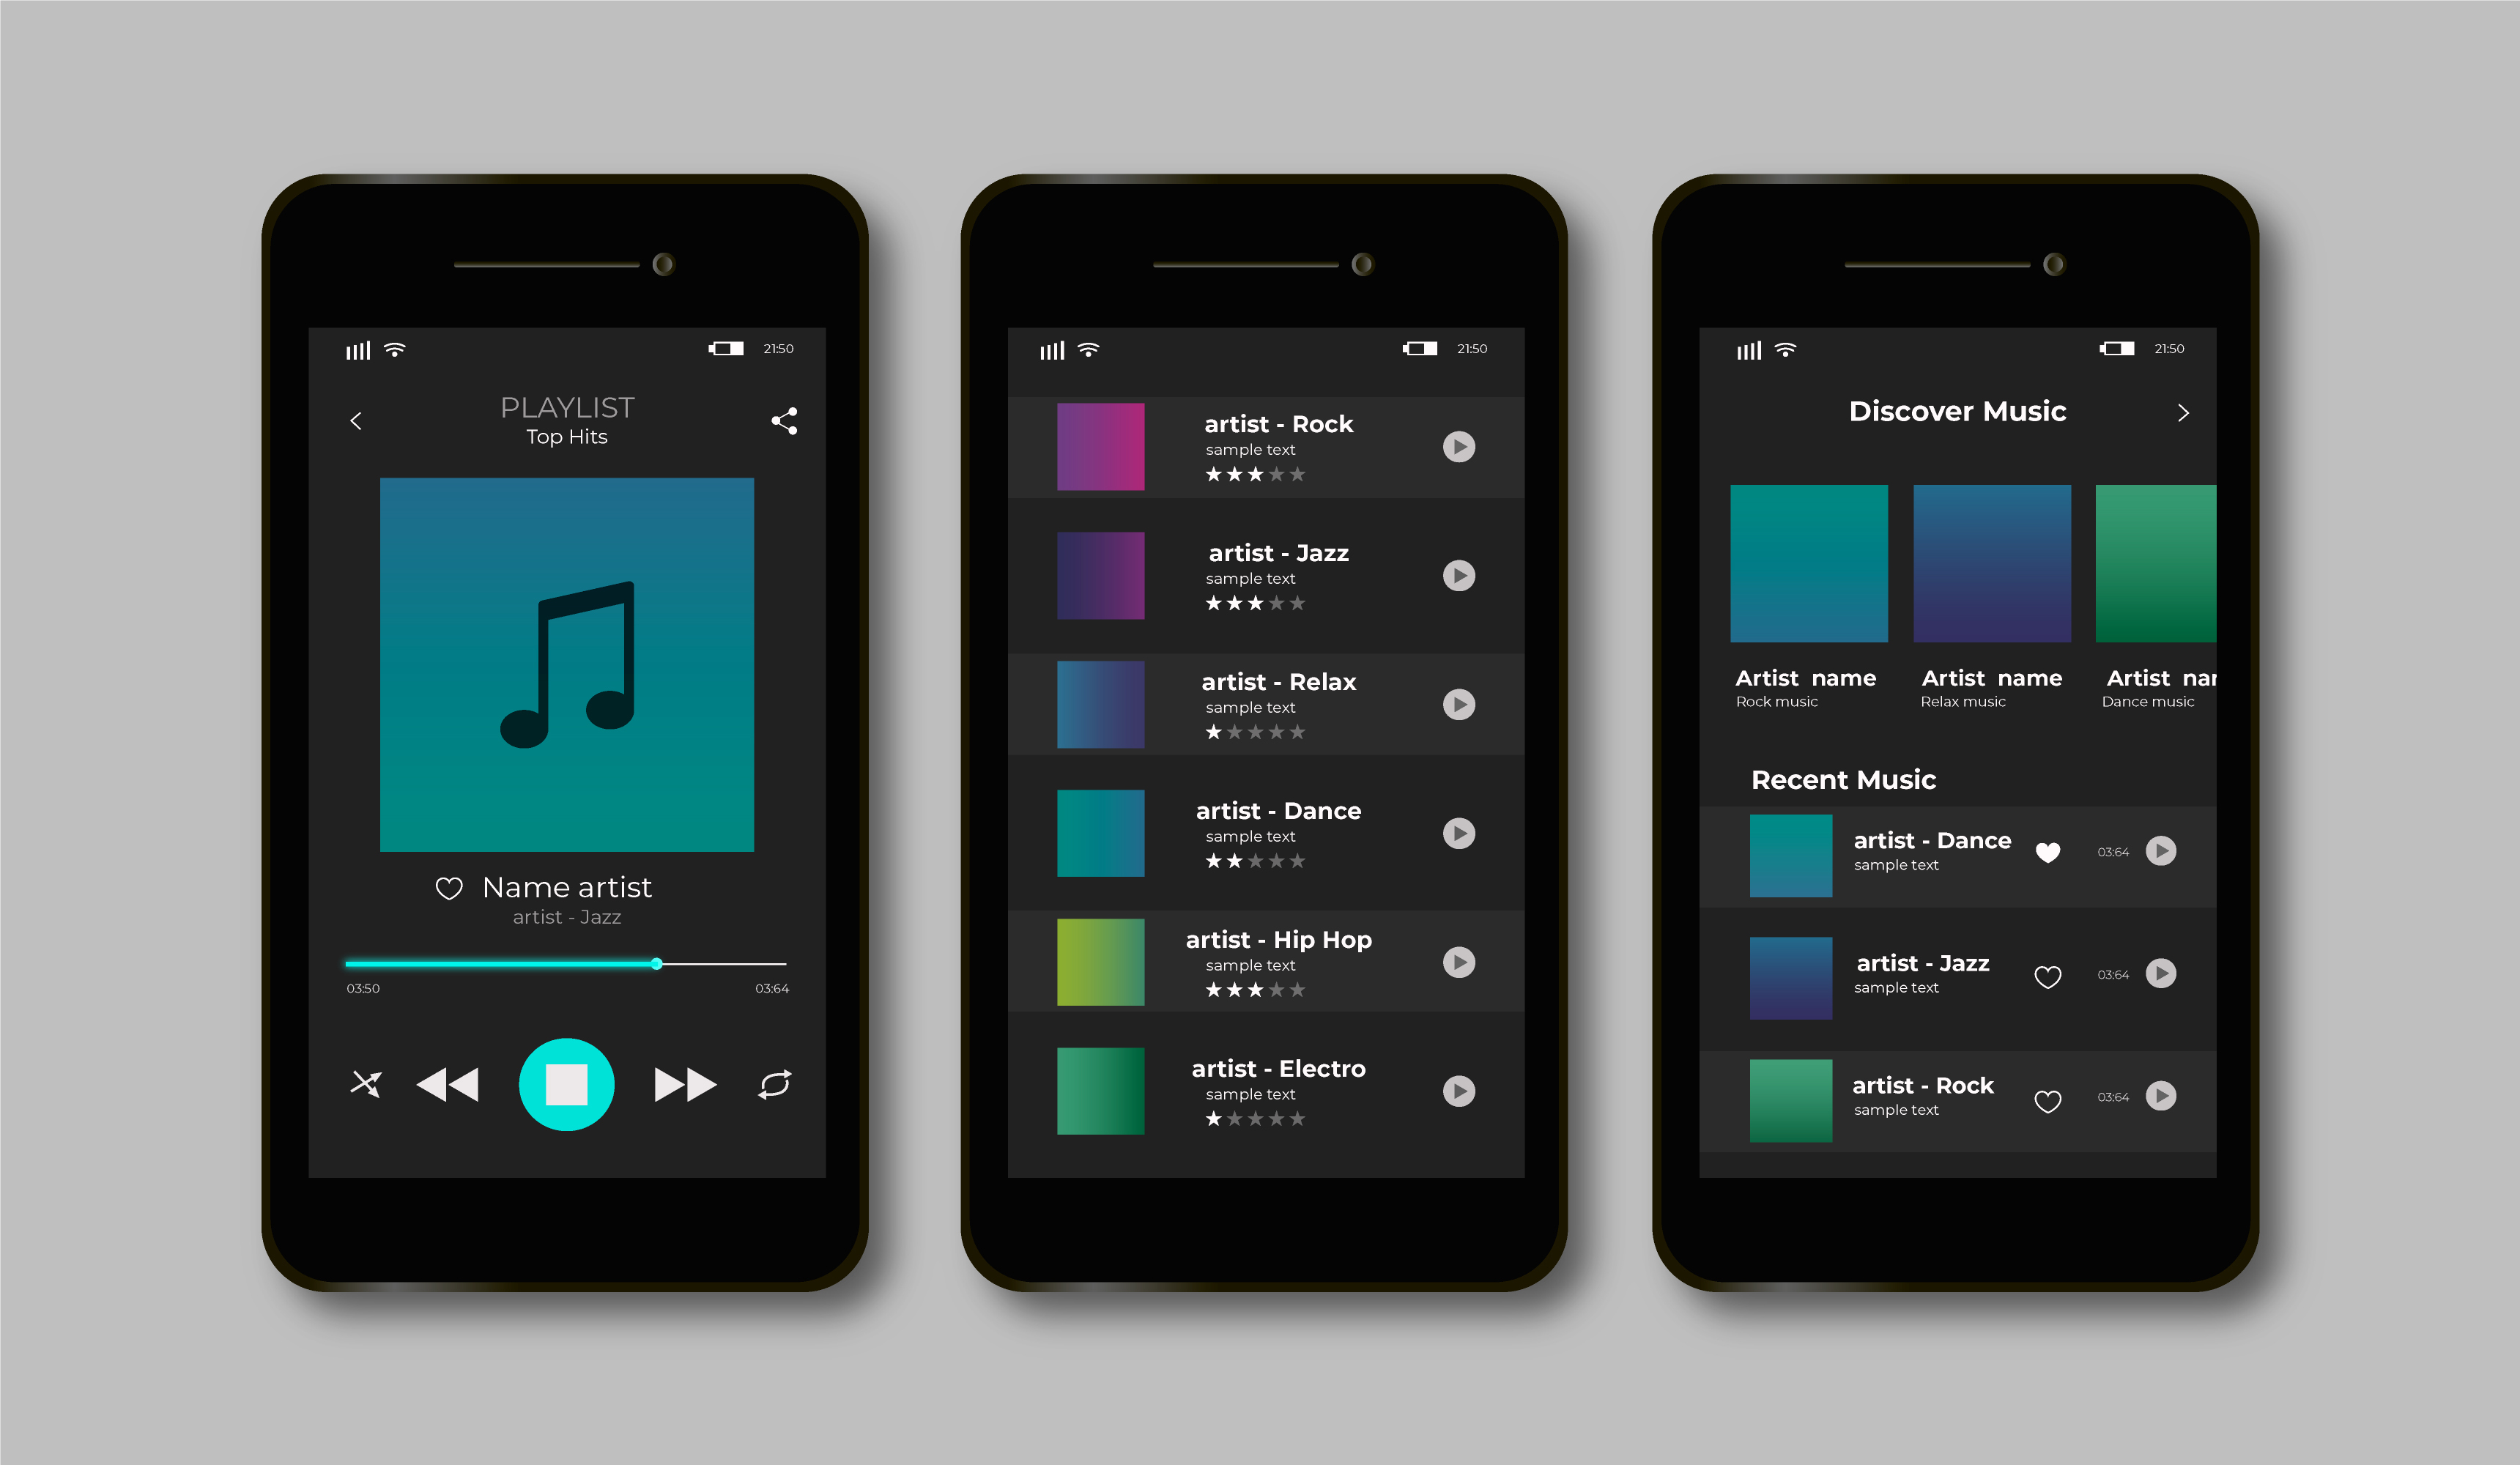 21:50
PLAYLIST
Top Hits
Name artist
artist - Jazz
03:50
03:64
21:50
artist - Rock
sample text
artist - Jazz
sample text
artist - Relax
sample text
artist - Dance
sample text
artist - Hip Hop
sample text
artist - Electro
sample text
21:50
Discover Music
Artist  name
Rock music
Artist  name
Relax music
Artist  nar
Dance music
Recent Music
artist - Dance
sample text
03:64
artist - Jazz
sample text
03:64
artist - Rock
sample text
03:64